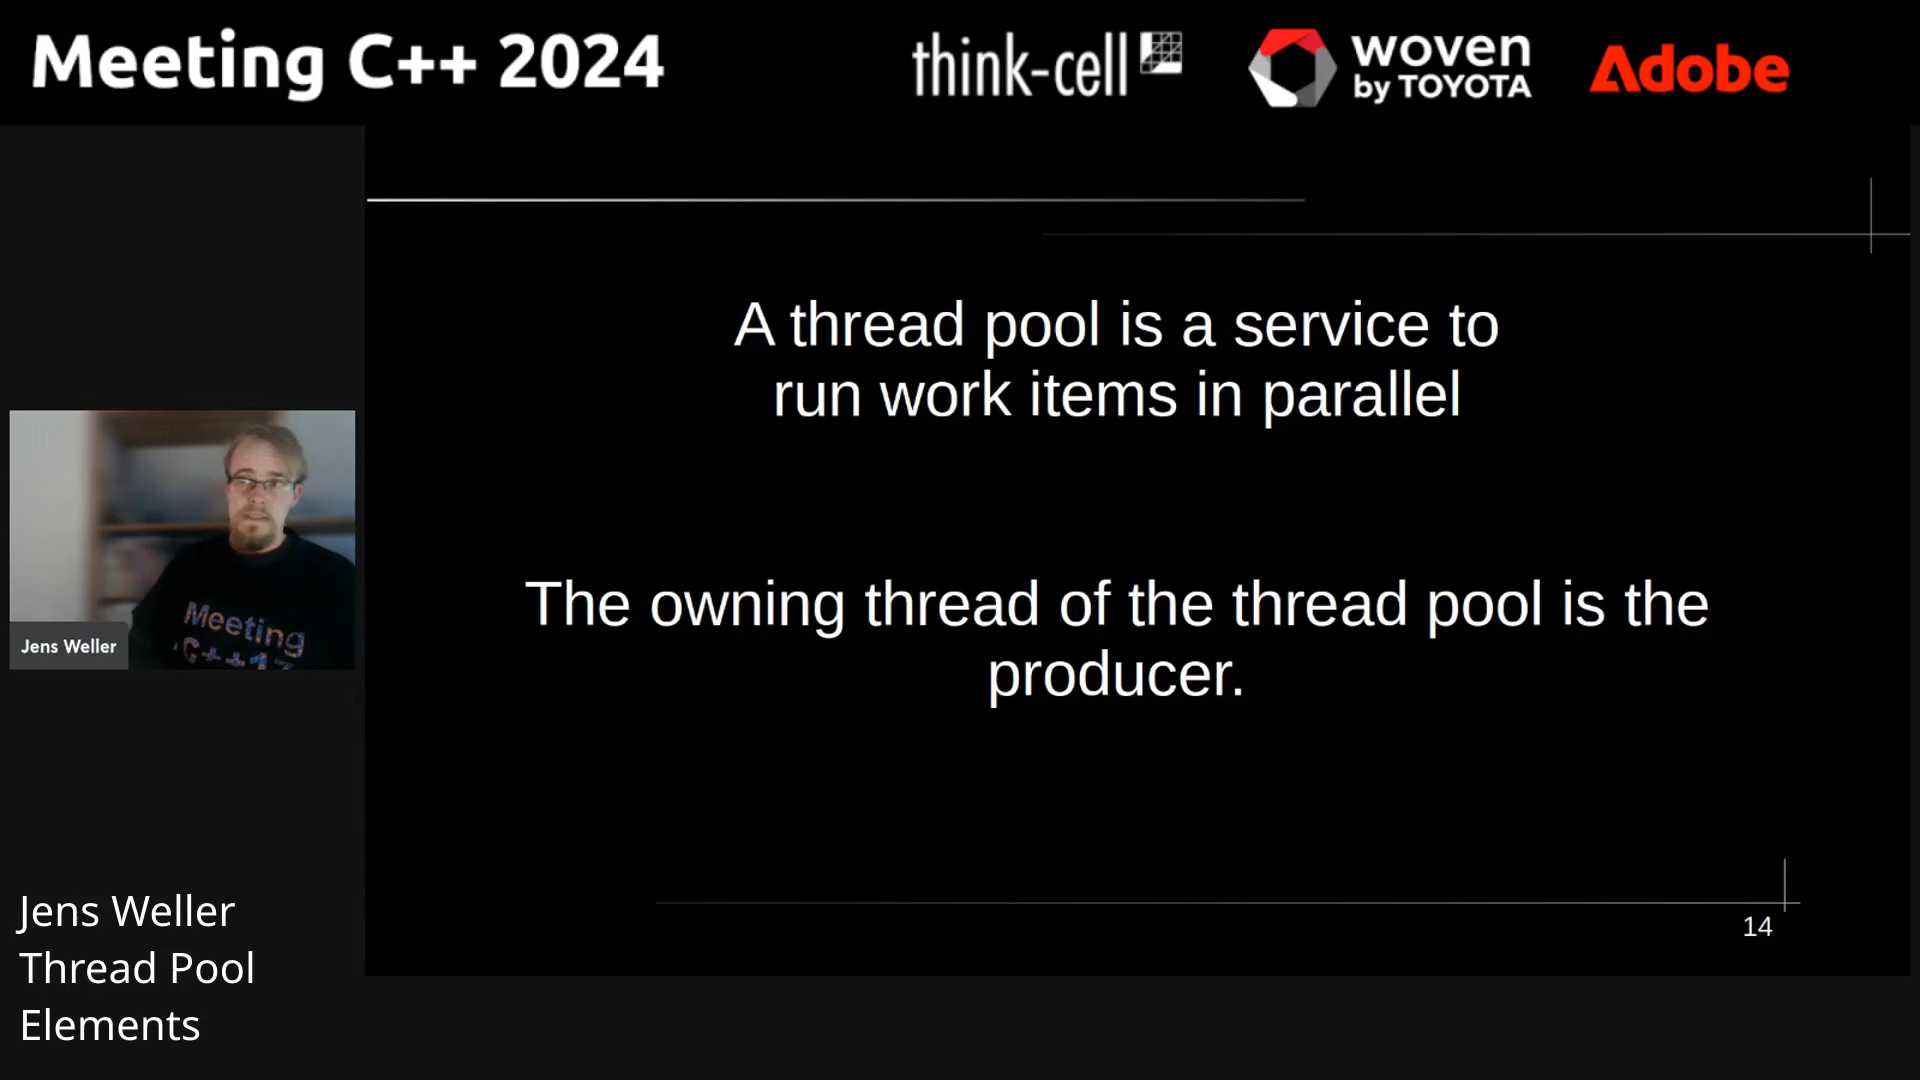 Meeting C++ 2024
think-cell
woven
by TOYOTA
Adobe
A thread pool is a service to
run work items in parallel
The owning thread of the thread pool is the
producer.
14
Meeting
Jens Weller
Jens Weller
Thread Pool
Elements